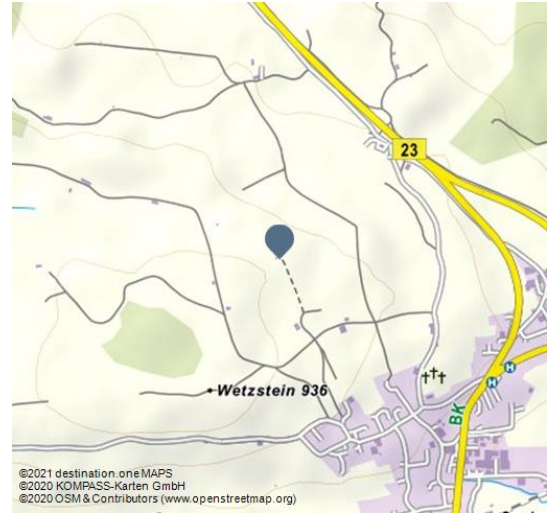 23
BK
H
H
Wetzstein 936
©2021 destination.one MAPS
©2020 KOMPASS-Karten GmbH
©2020 OSM & Contributors (www.openstreetmap.org)